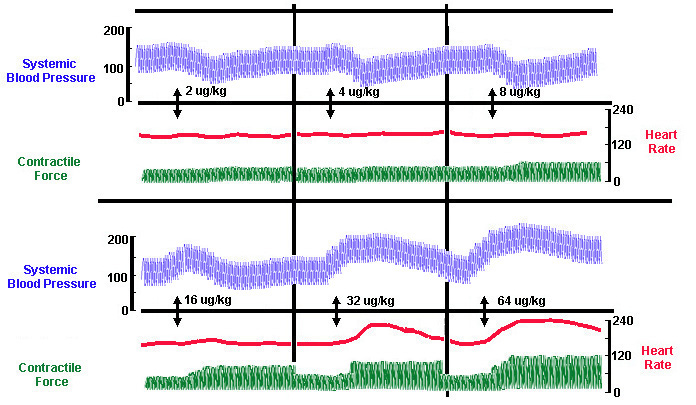 200
Systemic
Blood Pressure
100
0
2 ug/kg
4 ug/kg
8 ug/kg
240
Heart
Rate
120
Contractile
Force
0
200
Systemic
Blood Pressure
100
0
16 ug/kg
32 ug/kg
64 ug/kg
240
Heart
Rate
120
Contractile
Force
0